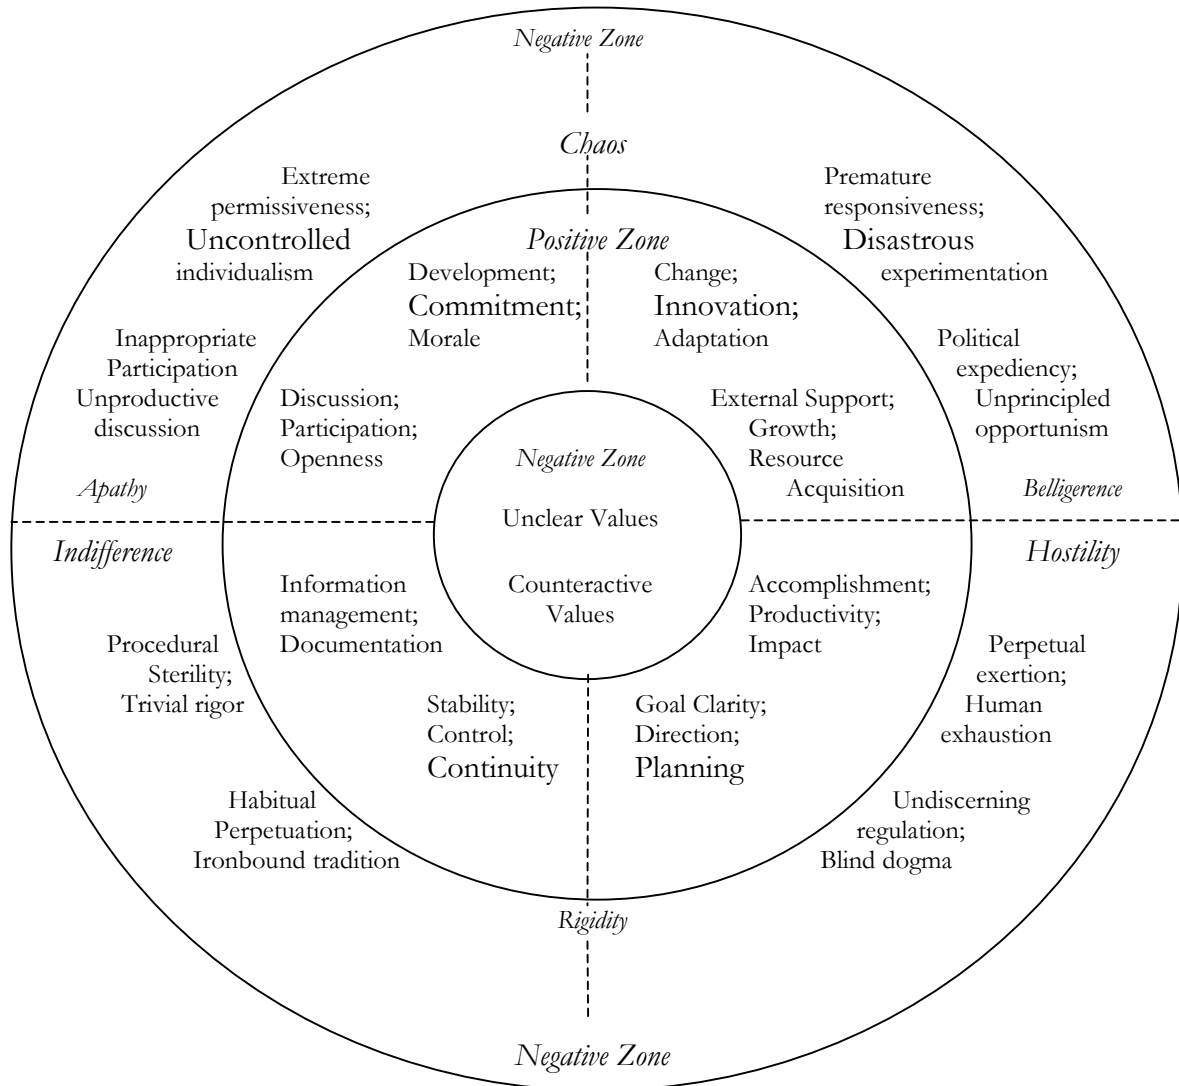 Negative Zone
Chaos
Extreme
permissiveness;
Uncontrolled
individualism
Premature
responsiveness;
Disastrous
experimentation
Positive Zone
Development;
Commitment;
Morale
Change;
Innovation;
Adaptation
Inappropriate
Participation
Unproductive
discussion
Discussion;
Participation;
Openness
External Support;
Growth;
Resource
Acquisition
Political
expediency;
Unprincipled
opportunism
Negative Zone
Unclear Values
Counteractive
Values
Apathy
Indifference
Belligerence
Hostility
Information
management;
Documentation
Accomplishment;
Productivity;
Impact
Procedural
Sterility;
Trivial rigor
Perpetual
exertion;
Human
exhaustion
Stability;
Control;
Continuity
Goal Clarity;
Direction;
Planning
Habitual
Perpetuation;
Ironbound tradition
Undiscerning
regulation;
Blind dogma
Rigidity
Negative Zone